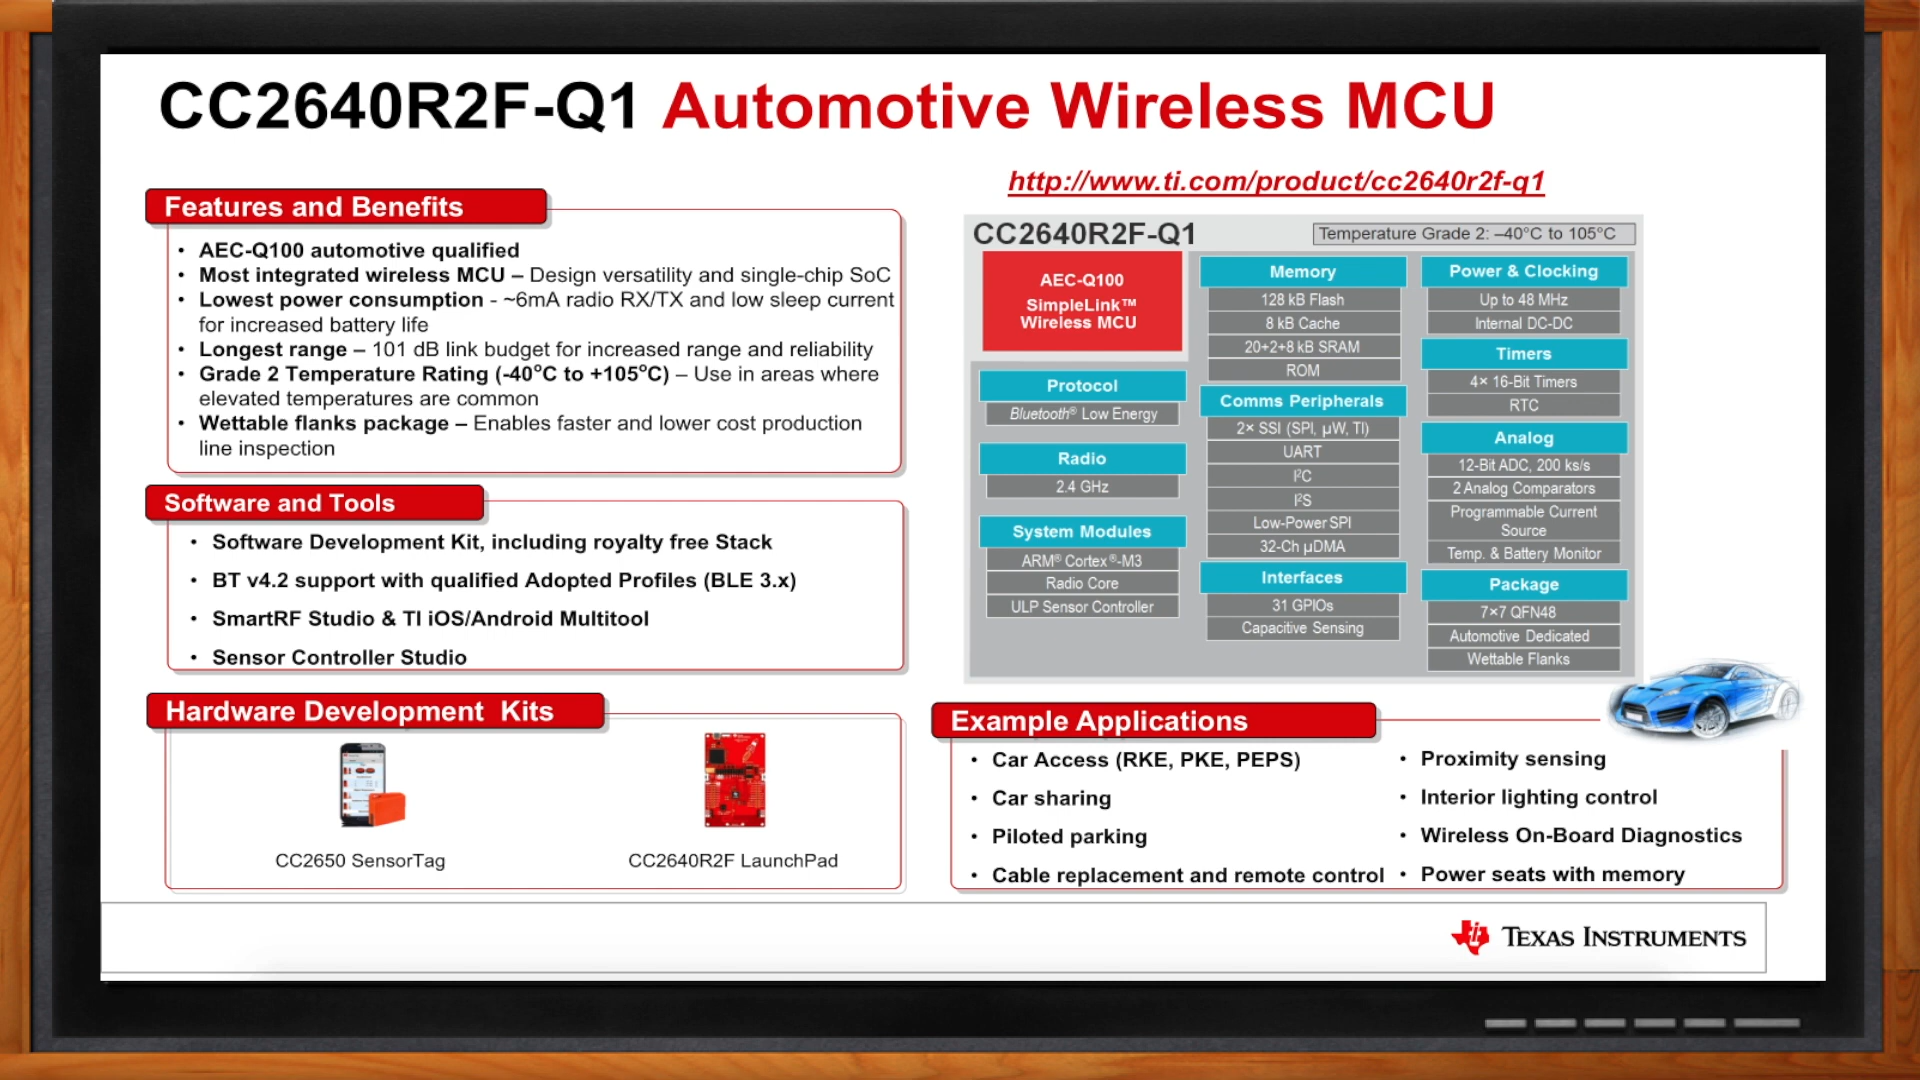 CC2640R2F-Q1 Automotive Wireless MCU
http://www.ti.com/product/cc2640r2f-q1
Features and Benefits
• AEC-Q100 automotive qualified
• Most integrated wireless MCU – Design versatility and single-chip SoC
• Lowest power consumption - ~6mA radio RX/TX and low sleep current
for increased battery life
• Longest range – 101 dB link budget for increased range and reliability
• Grade 2 Temperature Rating (-40°C to +105°C) – Use in areas where
elevated temperatures are common
• Wettable flanks package – Enables faster and lower cost production
line inspection
Software and Tools
• Software Development Kit, including royalty free Stack
• BT v4.2 support with qualified Adopted Profiles (BLE 3.x)
• SmartRF Studio & TI iOS/Android Multitool
• Sensor Controller Studio
Hardware Development Kits
CC2650 SensorTag
CC2640R2F LaunchPad
CC2640R2F-Q1
Temperature Grade 2: –40°C to 105°C
AEC-Q100
SimpleLink™
Wireless MCU
Protocol
Bluetooth® Low Energy
Radio
2.4 GHz
System Modules
ARM® Cortex®-M3
Radio Core
ULP Sensor Controller
Memory
128 kB Flash
8 kB Cache
20+2+8 kB SRAM
ROM
Comms Peripherals
2× SSI (SPI, µW, TI)
UART
I²C
I²S
Low-Power SPI
32-Ch µDMA
Interfaces
31 GPIOs
Capacitive Sensing
Power & Clocking
Up to 48 MHz
Internal DC-DC
Timers
4× 16-Bit Timers
RTC
Analog
12-Bit ADC, 200 ks/s
2 Analog Comparators
Programmable Current
Source
Temp. & Battery Monitor
Package
7×7 QFN48
Automotive Dedicated
Wettable Flanks
Example Applications
• Car Access (RKE, PKE, PEPS)
• Car sharing
• Piloted parking
• Cable replacement and remote control
• Proximity sensing
• Interior lighting control
• Wireless On-Board Diagnostics
• Power seats with memory
TEXAS INSTRUMENTS